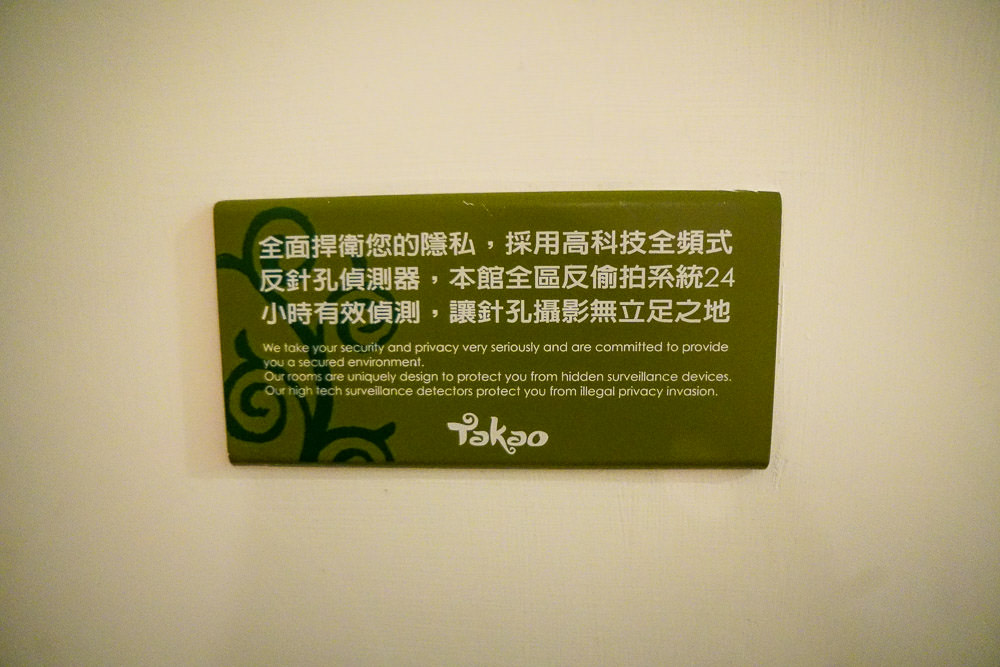 全面捍衛您的隱私，採用高科技全頻式
反針孔偵測器，本館全區反偷拍系統24
小時有效偵測，讓針孔攝影無立足之地
We take your security and privacy very seriously and are committed to provide
you a secured environment.
Our rooms are uniquely design to protect you from hidden surveillance devices.
Our high tech surveillance detectors protect you from illegal privacy invasion.
Takao